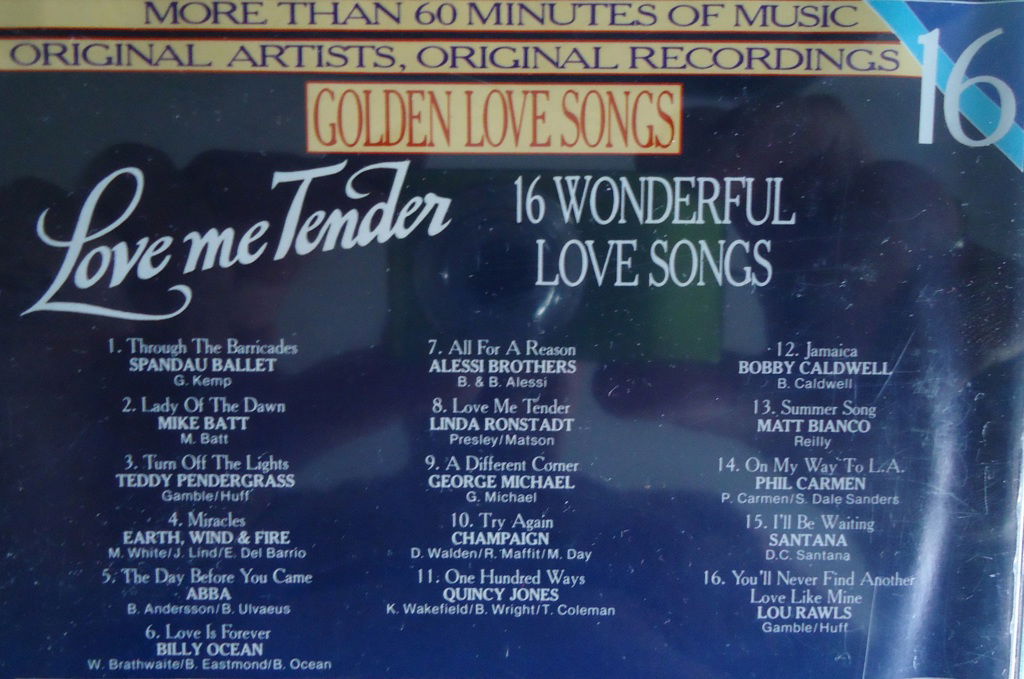 MORE THAN 60 MINUTES OF MUSIC
ORIGINAL ARTISTS, ORIGINAL RECORDINGS
16
GOLDEN LOVE SONGS
Love me Tender
16 WONDERFUL
LOVE SONGS
1. Through The Barricades
SPANDAU BALLET
G. Kemp
2. Lady Of The Dawn
MIKE BATT
M. Batt
3. Turn Off The Lights
TEDDY PENDERGRASS
Gamble/Huff
4. Miracles
EARTH, WIND & FIRE
M. White/J. Lind/E. Del Barrio
5. The Day Before You Came
ABBA
B. Andersson/B. Ulvaeus
6. Love Is Forever
BILLY OCEAN
W. Brathwaite/B. Eastmond/B. Ocean
7. All For A Reason
ALESSI BROTHERS
B. & B. Alessi
8. Love Me Tender
LINDA RONSTADT
Presley/Matson
9. A Different Corner
GEORGE MICHAEL
G. Michael
10. Try Again
CHAMPAIGN
D. Walden/R. Maffit/M. Day
11. One Hundred Ways
QUINCY JONES
K. Wakefield/B. Wright/T. Coleman
12. Jamaica
BOBBY CALDWELL
B. Caldwell
13. Summer Song
MATT BIANCO
Reilly
14. On My Way To L.A.
PHIL CARMEN
P. Carmen/S. Dale Sanders
15. I'll Be Waiting
SANTANA
D.C. Santana
16. You'll Never Find Another
Love Like Mine
LOU RAWLS
Gamble/Huff